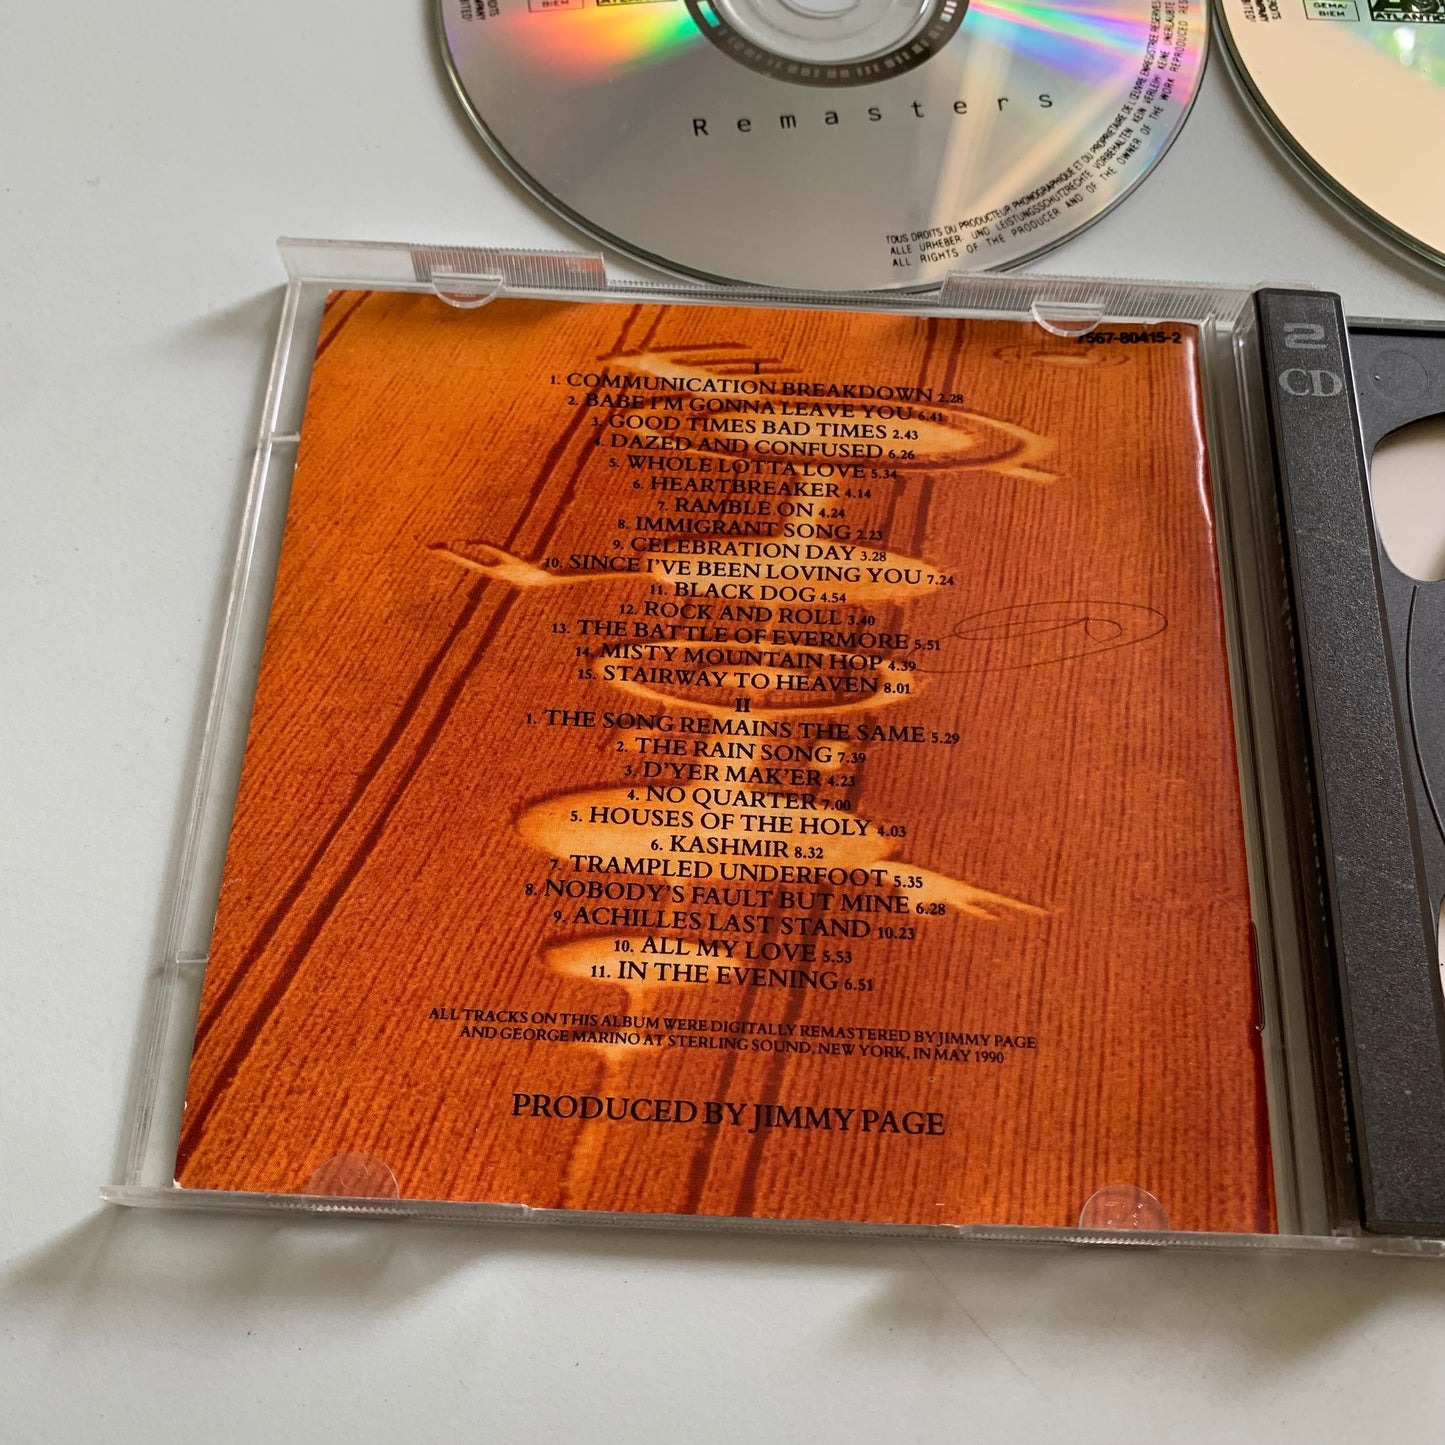 BIEM
ATLANTIC
GEMA/
BIEM
ATLANTIC
Remasters
TOUS DROITS DU PRODUCTEUR PHONOGRAPHIQUE ET DU PROPRIETAIRE DE L'ŒUVRE ENREGISTREE RESERVES
ALLE URHEBER- UND LEISTUNGSSCHUTZRECHTE VORBEHALTEN KEIN VERLEIH! KEINE UNERLAUBTE
ALL RIGHTS OF THE PRODUCER AND OF THE OWNER OF THE WORK REPRODUCED RES
7567-80415-2
2
CD
I
1. COMMUNICATION BREAKDOWN 2.28
2. BABE I'M GONNA LEAVE YOU 6.41
3. GOOD TIMES BAD TIMES 2.43
4. DAZED AND CONFUSED 6.26
5. WHOLE LOTTA LOVE 5.34
6. HEARTBREAKER 4.14
7. RAMBLE ON 4.24
8. IMMIGRANT SONG 2.23
9. CELEBRATION DAY 3.28
10. SINCE I'VE BEEN LOVING YOU 7.24
11. BLACK DOG 4.54
12. ROCK AND ROLL 3.40
13. THE BATTLE OF EVERMORE 5.51
14. MISTY MOUNTAIN HOP 4.39
15. STAIRWAY TO HEAVEN 8.01
II
1. THE SONG REMAINS THE SAME 5.29
2. THE RAIN SONG 7.39
3. D'YER MAK'ER 4.23
4. NO QUARTER 7.00
5. HOUSES OF THE HOLY 4.03
6. KASHMIR 8.32
7. TRAMPLED UNDERFOOT 5.35
8. NOBODY'S FAULT BUT MINE 6.28
9. ACHILLES LAST STAND 10.23
10. ALL MY LOVE 5.53
11. IN THE EVENING 6.51
ALL TRACKS ON THIS ALBUM WERE DIGITALLY REMASTERED BY JIMMY PAGE
AND GEORGE MARINO AT STERLING SOUND, NEW YORK, IN MAY 1990
PRODUCED BY JIMMY PAGE